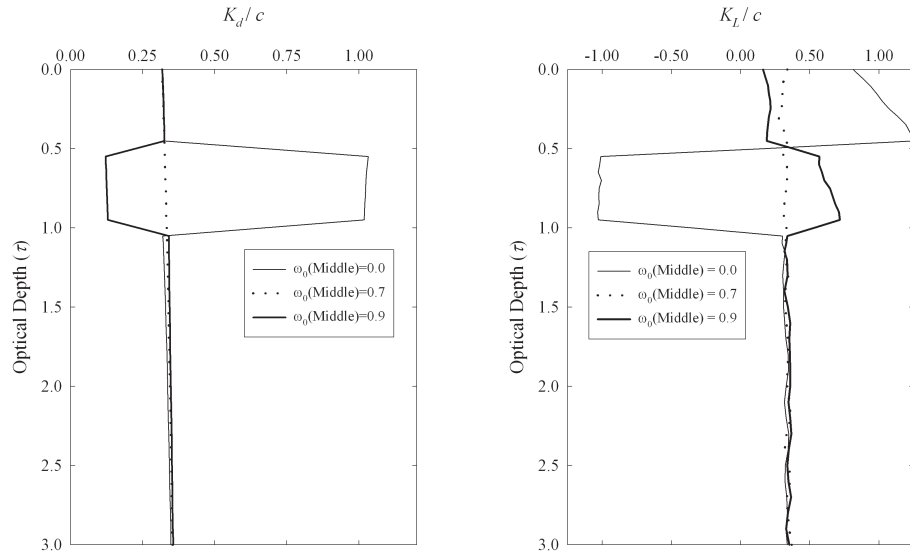 K_d / c
0.00 0.25 0.50 0.75 1.00
0.0
0.5
1.0
1.5
2.0
2.5
3.0
Optical Depth (τ)
ω₀(Middle)=0.0
ω₀(Middle)=0.7
ω₀(Middle)=0.9
K_L / c
-1.00 -0.50 0.00 0.50 1.00
0.0
0.5
1.0
1.5
2.0
2.5
3.0
Optical Depth (τ)
ω₀(Middle) = 0.0
ω₀(Middle) = 0.7
ω₀(Middle) = 0.9